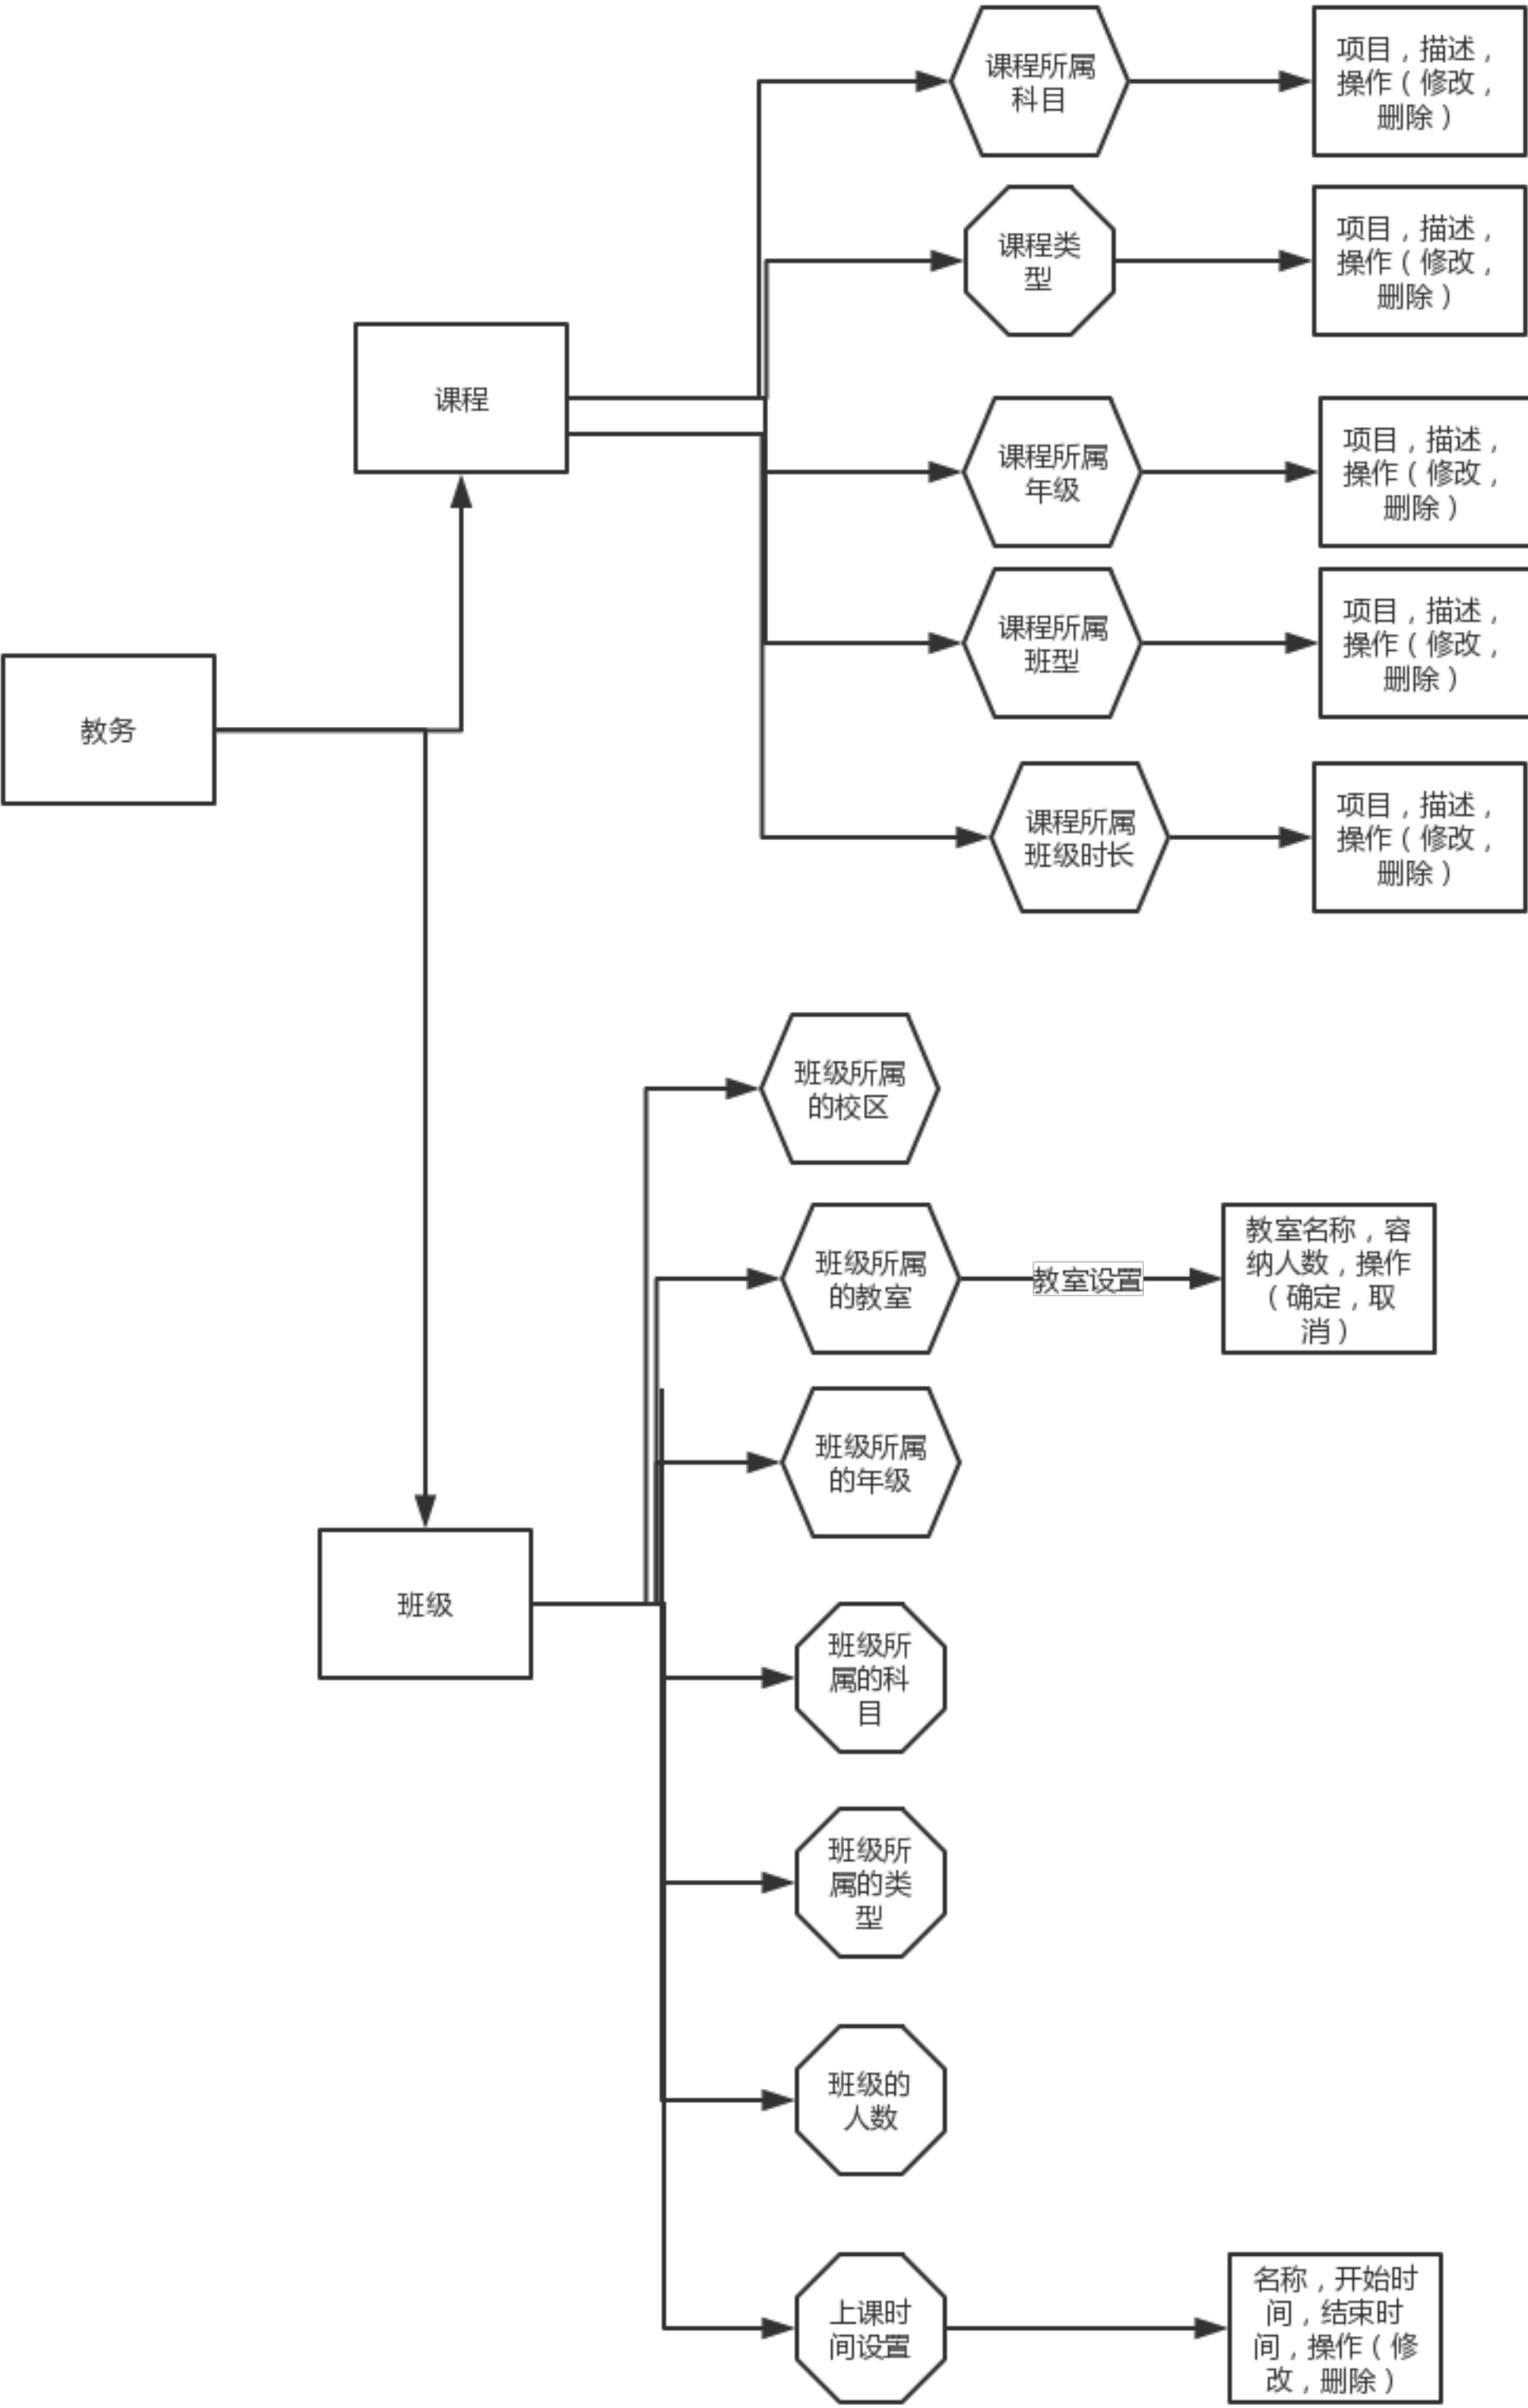 课程所属
科目
项目，描述，
操作（修改，
删除）
课程类
型
项目，描述，
操作（修改，
删除）
课程
课程所属
年级
项目，描述，
操作（修改，
删除）
课程所属
班型
项目，描述，
操作（修改，
删除）
教务
课程所属
班级时长
项目，描述，
操作（修改，
删除）
班级所属
的校区
班级所属
的教室
教室设置
教室名称，容
纳人数，操作
（确定，取
消）
班级所属
的年级
班级
班级所
属的科
目
班级所
属的类
型
班级的
人数
上课时
间设置
名称，开始时
间，结束时
间，操作（修
改，删除）